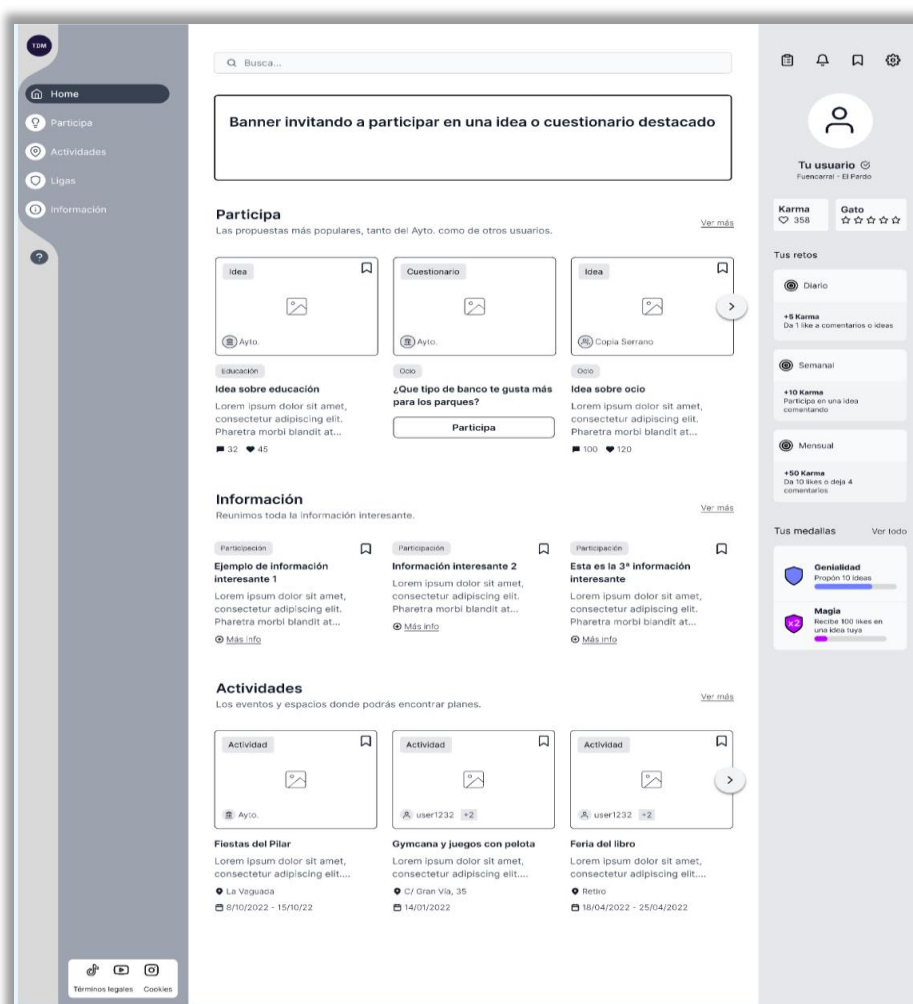 TDM
Home
Participa
Actividades
Ligas
Información
?
Términos legales Cookies
Busca...
Banner invitando a participar en una idea o cuestionario destacado
Participa
Las propuestas más populares, tanto del Ayto. como de otros usuarios.
Ver más
Idea
Ayto.
Educación
Idea sobre educación
Lorem ipsum dolor sit amet,
consectetur adipiscing elit.
Pharetra morbi blandit at...
32 45
Cuestionario
Ayto.
Ocio
¿Que tipo de banco te gusta más
para los parques?
Participa
Idea
Copia Serrano
Ocio
Idea sobre ocio
Lorem ipsum dolor sit amet,
consectetur adipiscing elit.
Pharetra morbi blandit at...
100 120
Información
Reunimos toda la información interesante.
Ver más
Participación
Ejemplo de información
interesante 1
Lorem ipsum dolor sit amet,
consectetur adipiscing elit.
Pharetra morbi blandit at...
Más info
Participación
Información interesante 2
Lorem ipsum dolor sit amet,
consectetur adipiscing elit.
Pharetra morbi blandit at...
Más info
Participación
Esta es la 3ª información
interesante
Lorem ipsum dolor sit amet,
consectetur adipiscing elit.
Pharetra morbi blandit at...
Más info
Actividades
Los eventos y espacios donde podrás encontrar planes.
Ver más
Actividad
Ayto.
Fiestas del Pilar
Lorem ipsum dolor sit amet,
consectetur adipiscing elit....
La Vaguada
8/10/2022 - 15/10/22
Actividad
user1232 +2
Gymcana y juegos con pelota
Lorem ipsum dolor sit amet,
consectetur adipiscing elit....
C/ Gran Vía, 35
14/01/2022
Actividad
user1232 +2
Feria del libro
Lorem ipsum dolor sit amet,
consectetur adipiscing elit....
Retiro
18/04/2022 - 25/04/2022
Tu usuario
Fuencarral - El Pardo
Karma
358
Gato
Tus retos
Diario
+5 Karma
Da 1 like a comentarios o ideas
Semanal
+10 Karma
Participa en una idea
comentando
Mensual
+50 Karma
Da 10 likes o deja 4
comentarios
Tus medallas Ver todo
Genialidad
Propón 10 ideas
x2
Magia
Recibe 100 likes en
una idea tuya